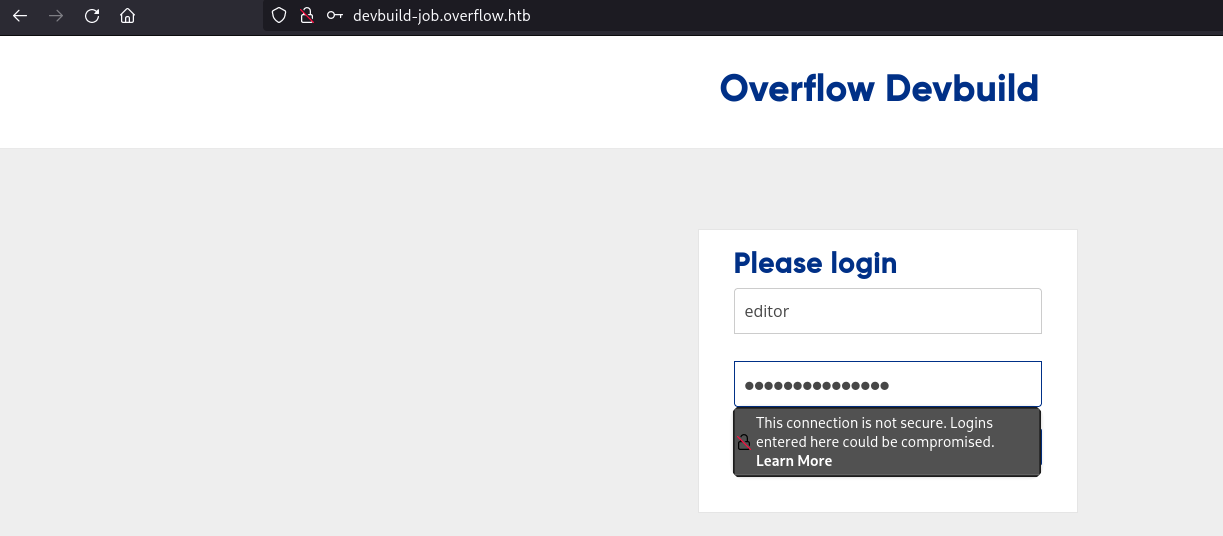 devbuild-job.overflow.htb
Overflow Devbuild
Please login
editor
●●●●●●●●●●●●●●●
This connection is not secure. Logins
entered here could be compromised.
Learn More